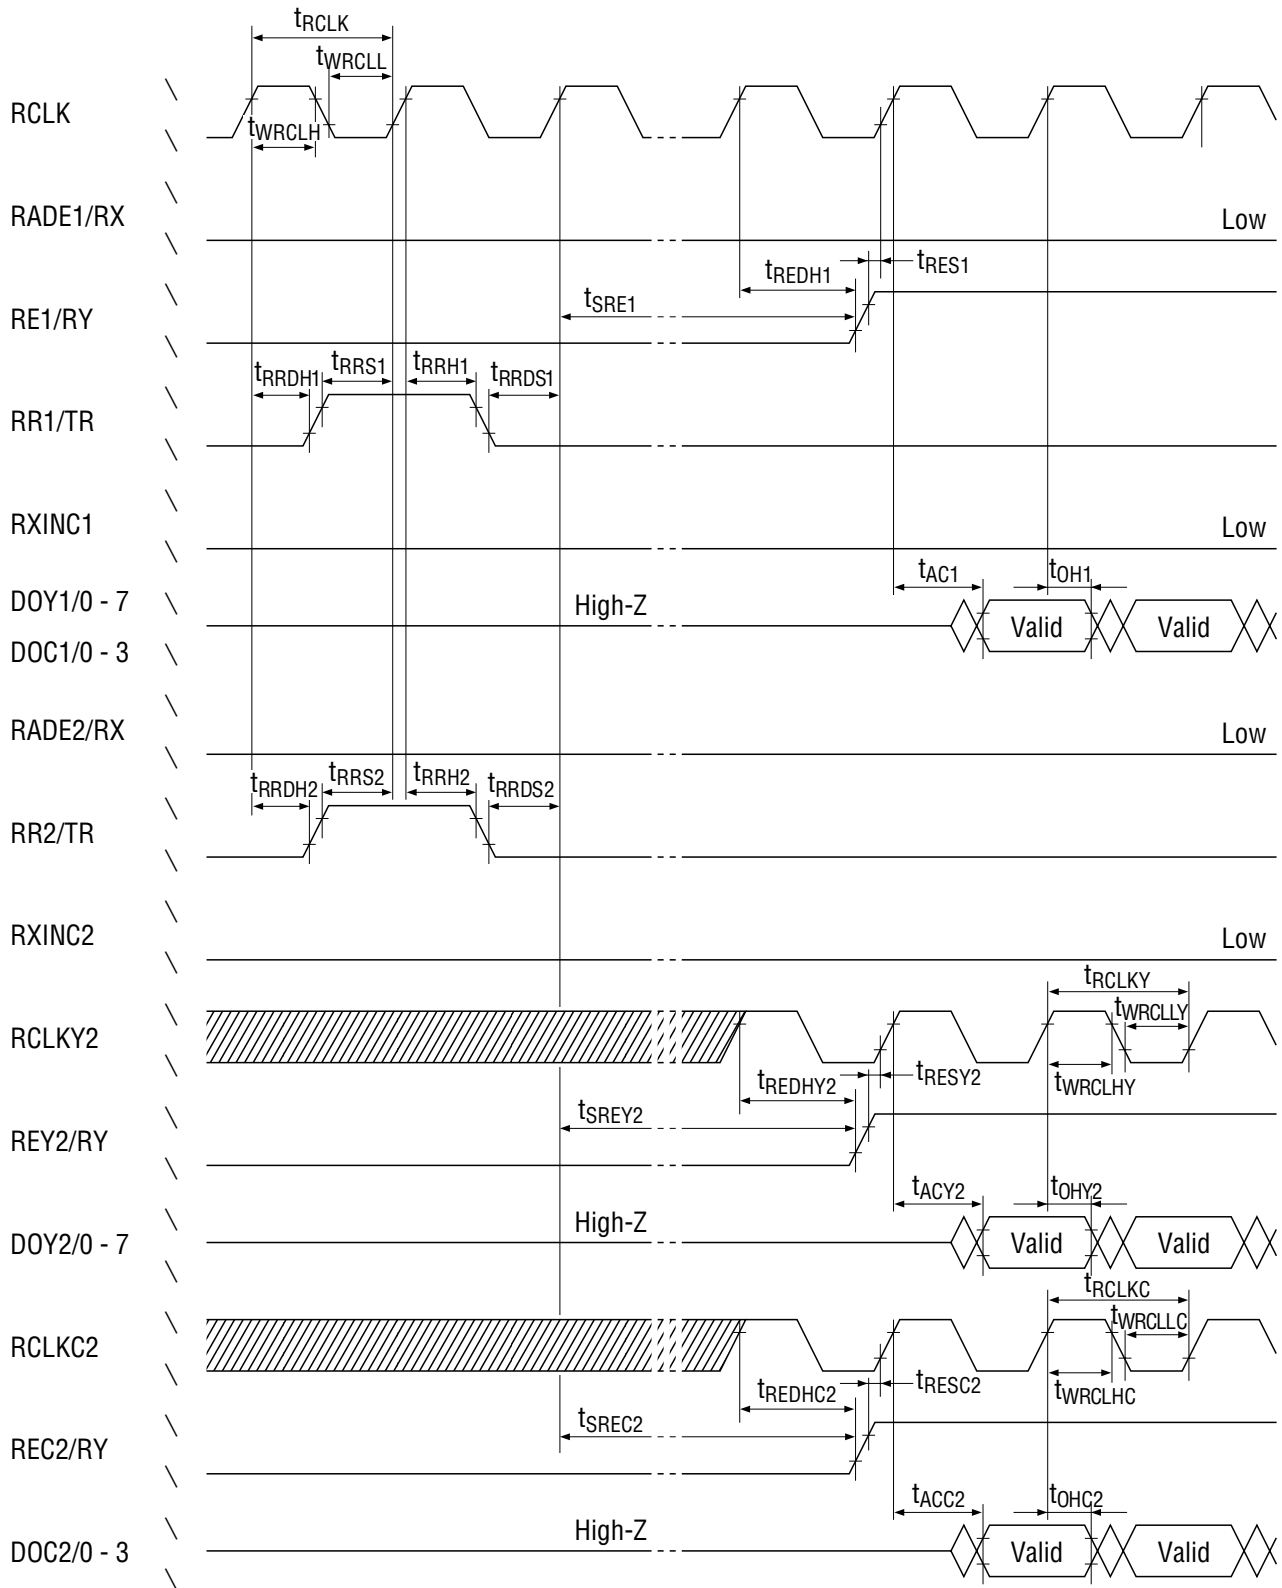 tRCLK
tWRCLL
RCLK
tWRCLH
RADE1/RX
Low
tREDH1
tRES1
RE1/RY
tSRE1
tRRDH1
tRRS1
tRRH1
tRRDS1
RR1/TR
RXINC1
Low
DOY1/0 - 7
High-Z
tAC1
tOH1
Valid
Valid
DOC1/0 - 3
RADE2/RX
Low
tRRDH2
tRRS2
tRRH2
tRRDS2
RR2/TR
RXINC2
Low
tRCLKY
tWRCLLY
RCLKY2
tREDHY2
tRESY2
tWRCLHY
tSREY2
REY2/RY
tACY2
tOHY2
DOY2/0 - 7
High-Z
Valid
Valid
tRCLKC
tWRCLLC
RCLKC2
tREDHC2
tRESC2
tWRCLHC
tSREC2
REC2/RY
tACC2
tOHC2
DOC2/0 - 3
High-Z
Valid
Valid